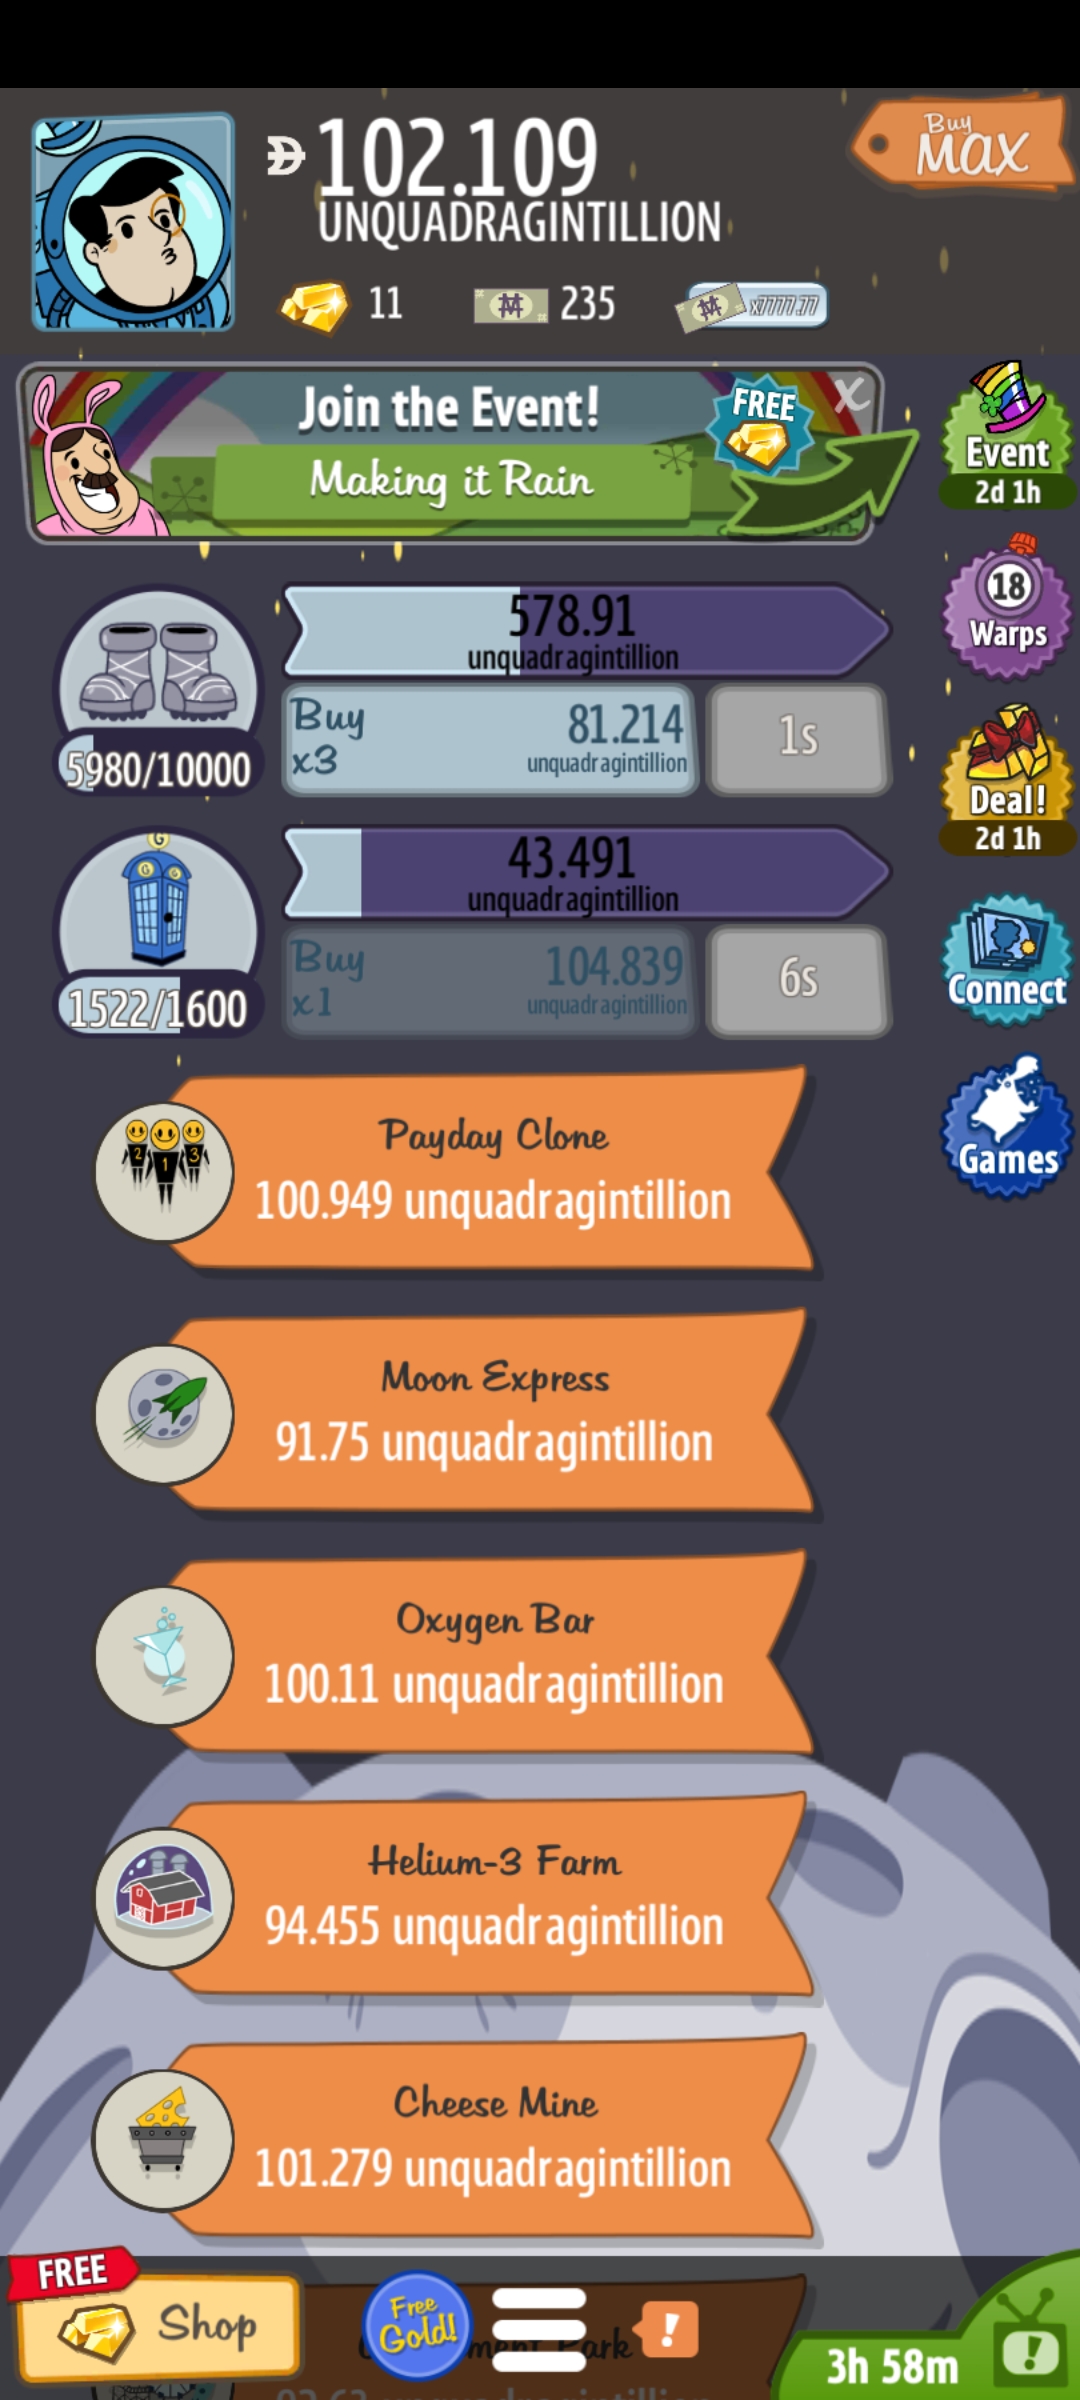 102.109
UNQUADRAGINTILLION
Buy
MAX
11
235
x7777.77
Join the Event!
Making it Rain
FREE
X
Event
2d 1h
578.91
unquadragintillion
Buy
x3
81.214
unquadragintillion
1s
5980/10000
18
Warps
Deal!
2d 1h
43.491
unquadragintillion
Buy
x1
104.839
unquadragintillion
6s
1522/1600
Connect
Games
Payday Clone
100.949 unquadragintillion
2 1 3
Moon Express
91.75 unquadragintillion
Oxygen Bar
100.11 unquadragintillion
Helium-3 Farm
94.455 unquadragintillion
Cheese Mine
101.279 unquadragintillion
FREE
Shop
Free
Gold!
Park
!
3h 58m
!